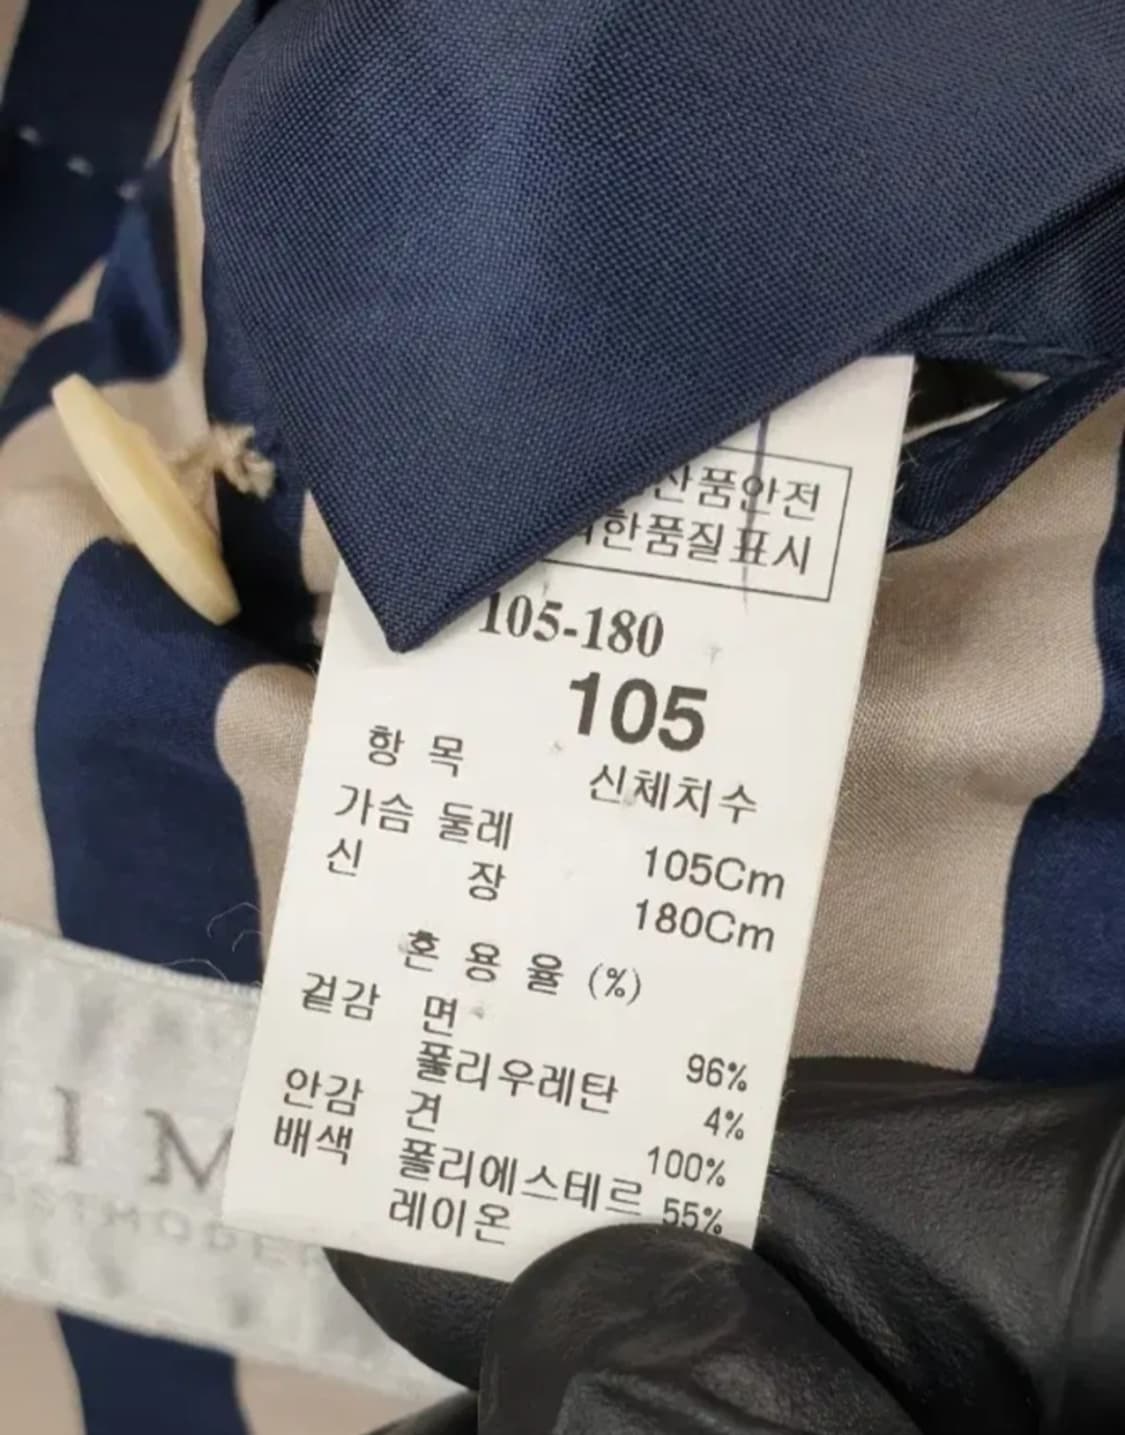 산품안전
한품질표시
105-180
105
항 목 신체치수
가슴 둘레 105Cm
신 장 180Cm
혼 용 율 (%)
겉감 면 96%
폴리우레탄 4%
안감 견 100%
배색 폴리에스테르 55%
레이온
I M